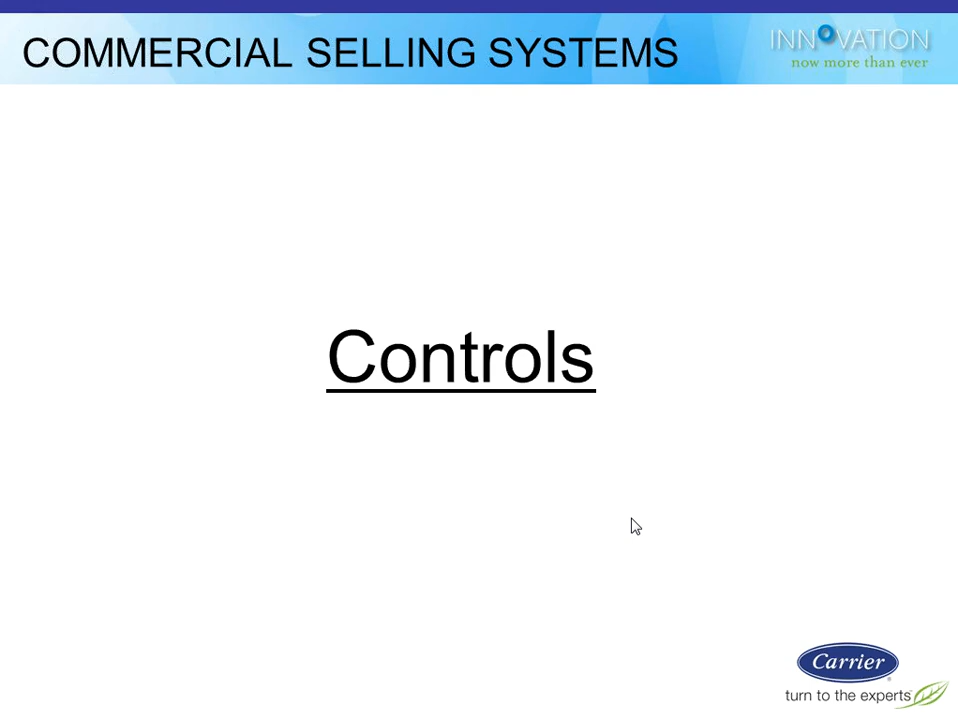 COMMERCIAL SELLING SYSTEMS
INNOVATION
now more than ever
Controls
Carrier
turn to the experts